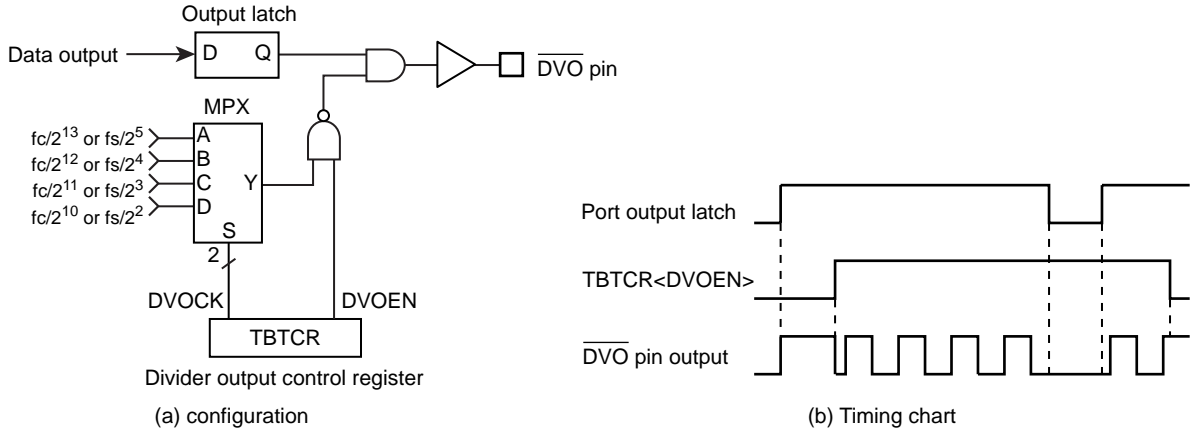 Output latch
Data output
D Q
DVO pin
MPX
fc/2^13 or fs/2^5
A
fc/2^12 or fs/2^4
B
fc/2^11 or fs/2^3
C
Y
fc/2^10 or fs/2^2
D
S
2
DVOCK
DVOEN
TBTCR
Divider output control register
(a) configuration
Port output latch
TBTCR<DVOEN>
DVO pin output
(b) Timing chart